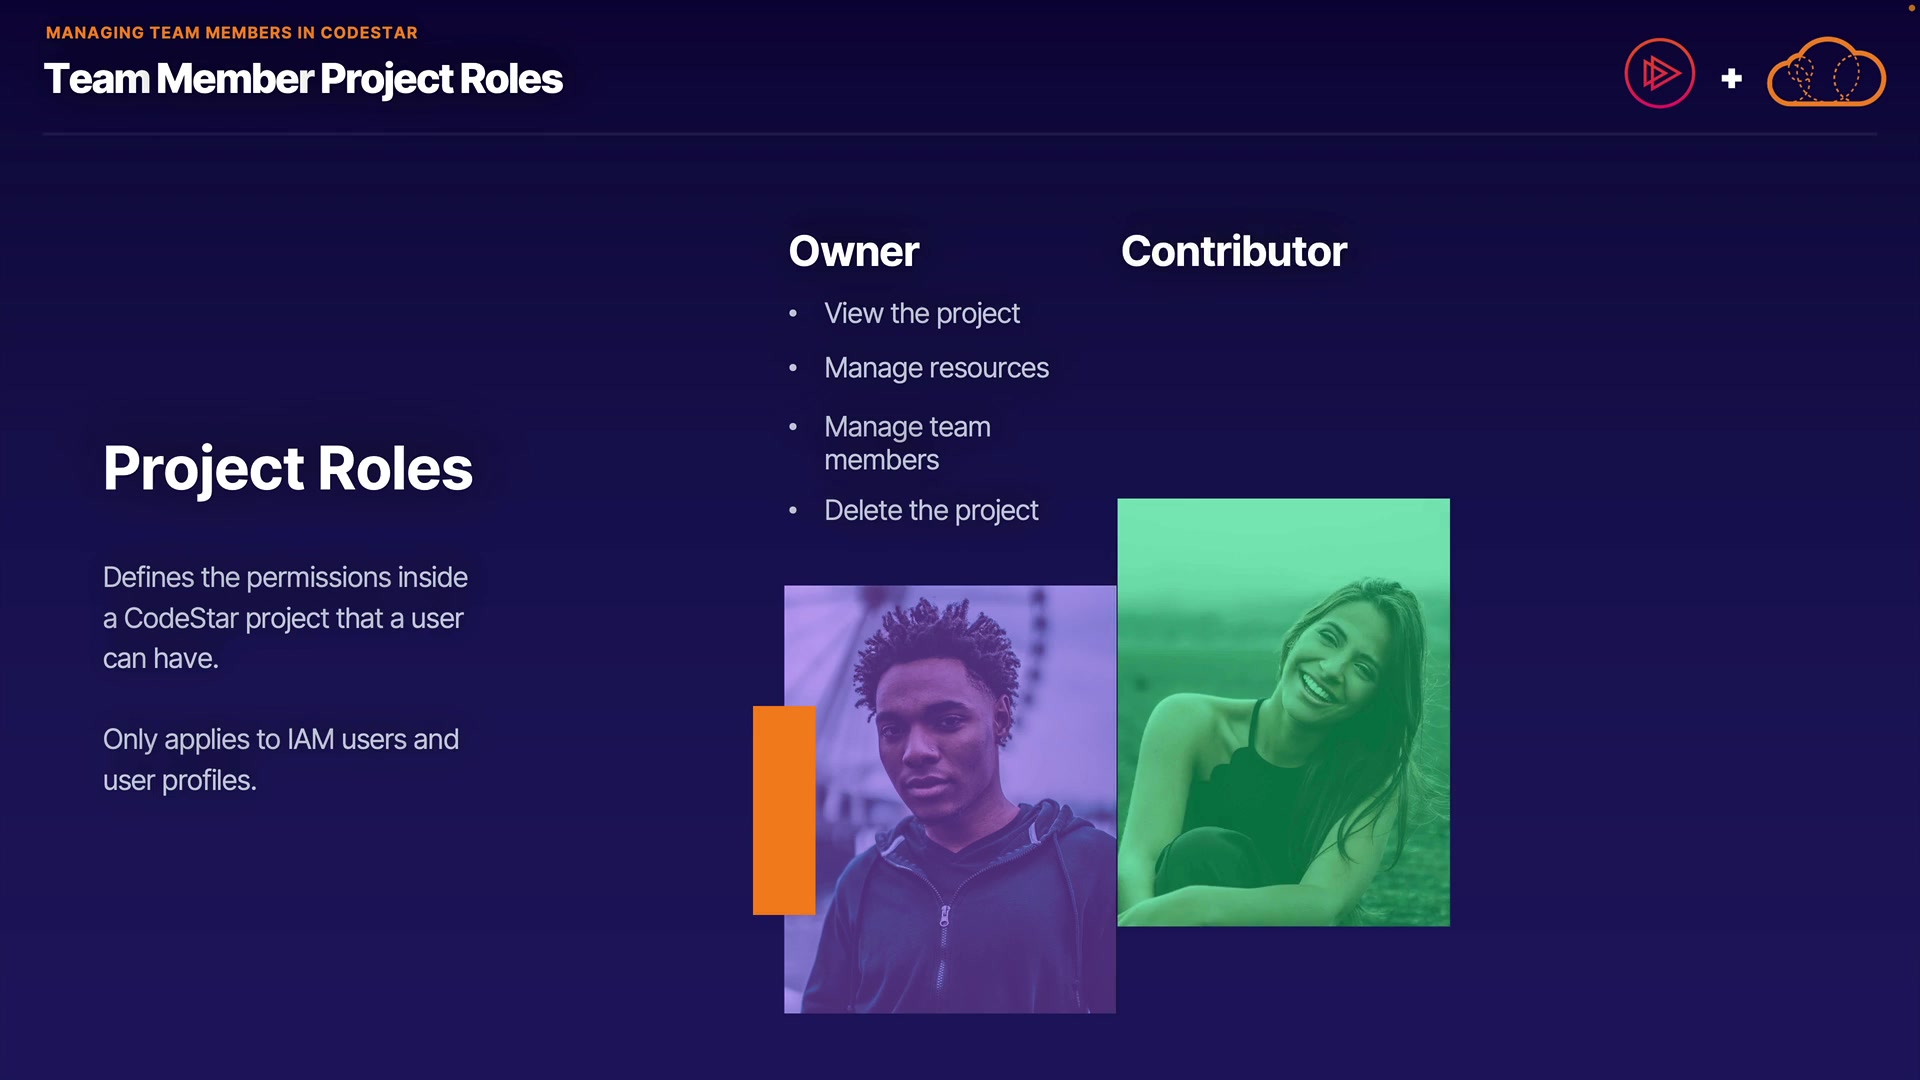 MANAGING TEAM MEMBERS IN CODESTAR
Team Member Project Roles
Project Roles
Defines the permissions inside
a CodeStar project that a user
can have.
Only applies to IAM users and
user profiles.
Owner
• View the project
• Manage resources
• Manage team
members
• Delete the project
Contributor
+